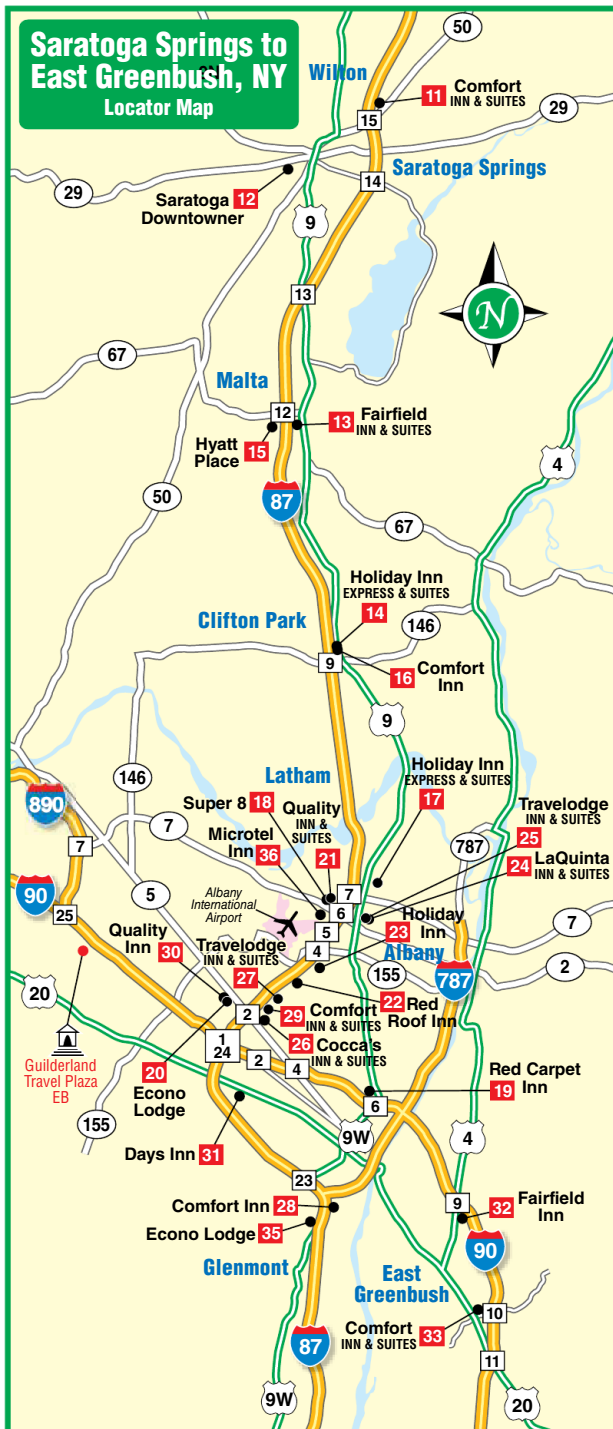 Saratoga Springs to
East Greenbush, NY
Locator Map
9N
50
Wilton
11 Comfort
INN & SUITES
15
29
Saratoga Springs
14
29
Saratoga 12
Downtowner
9
13
N
67
Malta
12
13 Fairfield
INN & SUITES
Hyatt
Place 15
4
87
50
67
Holiday Inn
EXPRESS & SUITES
14
Clifton Park
146
9
16 Comfort
Inn
9
146
Latham
Holiday Inn
EXPRESS & SUITES
17
890
Super 8 18
Quality
INN &
SUITES
21
Travelodge
INN & SUITES
25
7
7
Microtel
Inn 36
787
24 LaQuinta
INN & SUITES
90
5
Albany
International
Airport
7
6
5
4
25
Quality
Inn 30
Holiday
23 Inn
7
Albany
Travelodge
INN & SUITES
27
155
2
787
20
22 Red
Roof Inn
29 Comfort
INN & SUITES
2
26 Cocca's
INN & SUITES
1
24
2
4
Guilderland
Travel Plaza
EB
20
Econo
Lodge
Red Carpet
19 Inn
6
155
9W
4
Days Inn 31
23
Comfort Inn 28
9
32 Fairfield
Inn
Econo Lodge 35
90
Glenmont
East
Greenbush
10
Comfort
INN & SUITES 33
87
11
9W
20